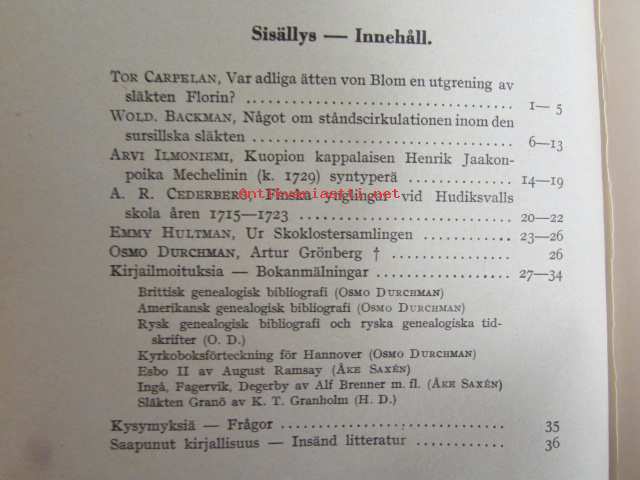 Sisällys — Innehåll.
Tor Carpelan, Var adliga ätten von Blom en utgrening av
släkten Florin? .................................... 1— 5
Wold. Backman, Något om ståndscirkulationen inom den
sursillska släkten .................................... 6—13
Arvi Ilmoniemi, Kuopion kappalaisen Henrik Jaakon-
poika Mechelinin (k. 1729) syntyperä ............... 14—19
A. R. Cederberg, Finska ynglingar vid Hudiksvalls
Antikvariaatti.net
skola åren 1715—1723 .............................. 20—22
Emmy Hultman, Ur Skoklostersamlingen ............ 23—26
Osmo Durchman, Artur Grönberg † .................. 26
Kirjailmoituksia — Bokanmälningar .................. 27—34
Brittisk genealogisk bibliografi (Osmo Durchman)
Amerikansk genealogisk bibliografi (Osmo Durchman)
Rysk genealogisk bibliografi och ryska genealogiska tid-
skrifter (O. D.)
Kyrkoboksförteckning för Hannover (Osmo Durchman)
Esbo II av August Ramsay (Åke Saxén)
Ingå, Fagervik, Degerby av Alf Brenner m. fl. (Åke Saxén)
Släkten Granö av K. T. Granholm (H. D.)
Kysymyksiä — Frågor .............................. 35
Saapunut kirjallisuus — Insänd litteratur ............ 36